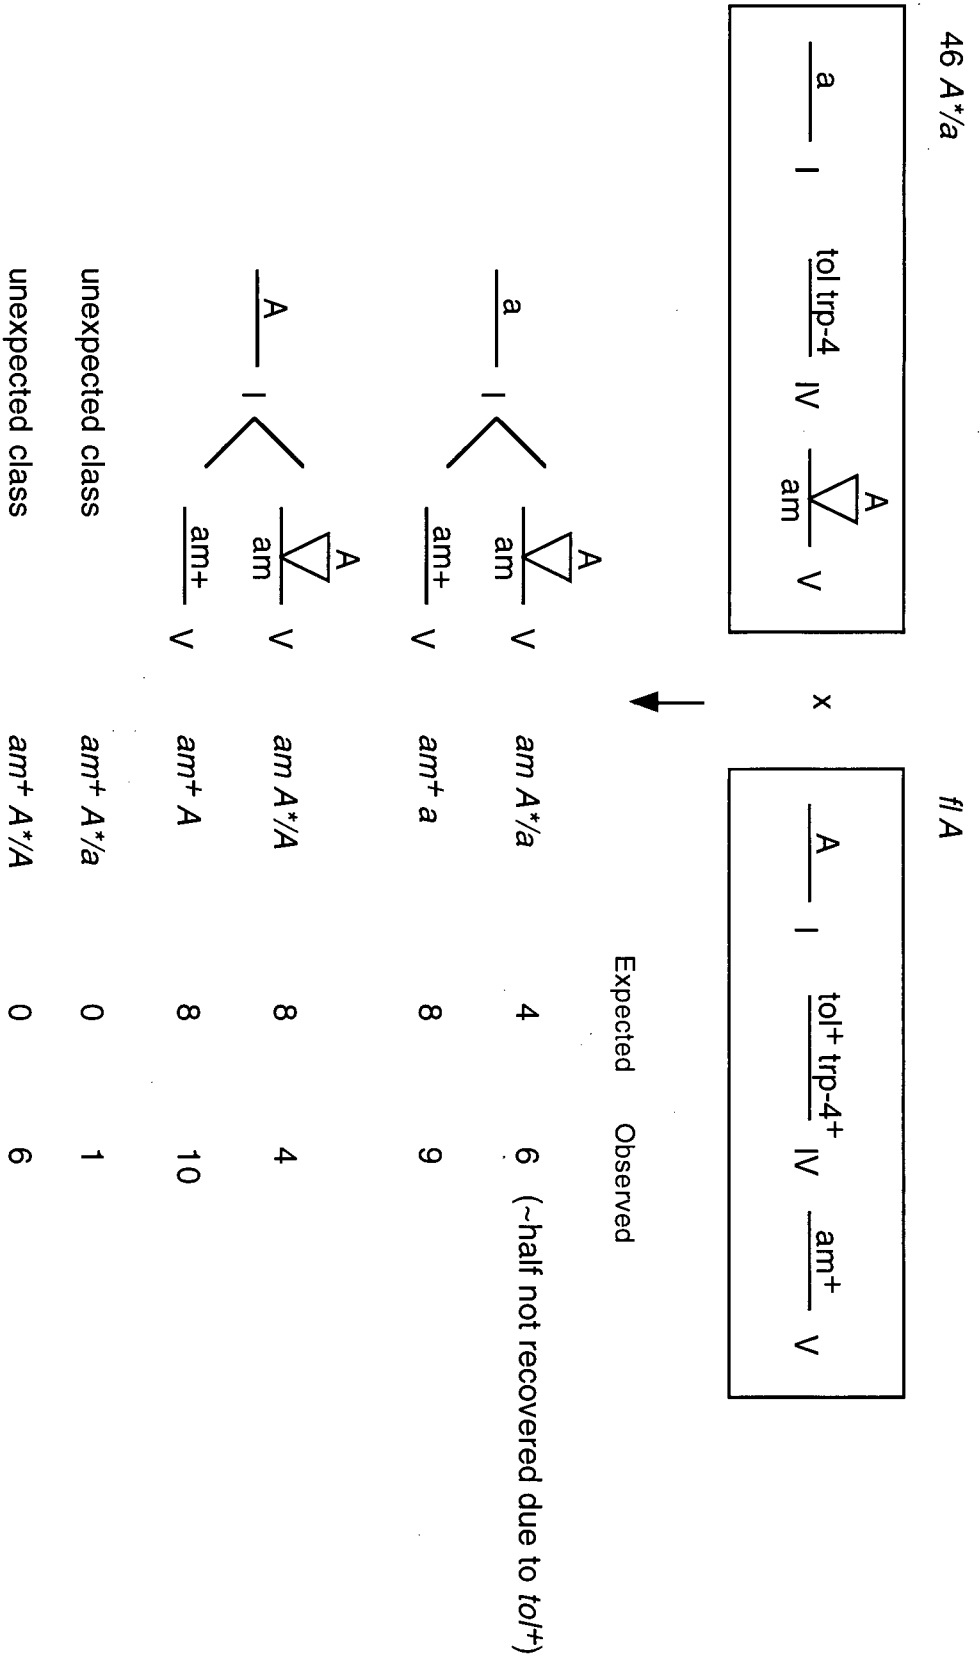 46 A*/a
fl A
a I tol trp-4 IV A am V
x
A I tol+ trp-4+ IV am+ V
Expected Observed
a I A am V am A*/a 4 6 (~half not recovered due to tol+)
am+ V am+ a 8 9
A I A am V am A*/A 8 4
am+ V am+ A 8 10
unexpected class am+ A*/a 0 1
unexpected class am+ A*/A 0 6